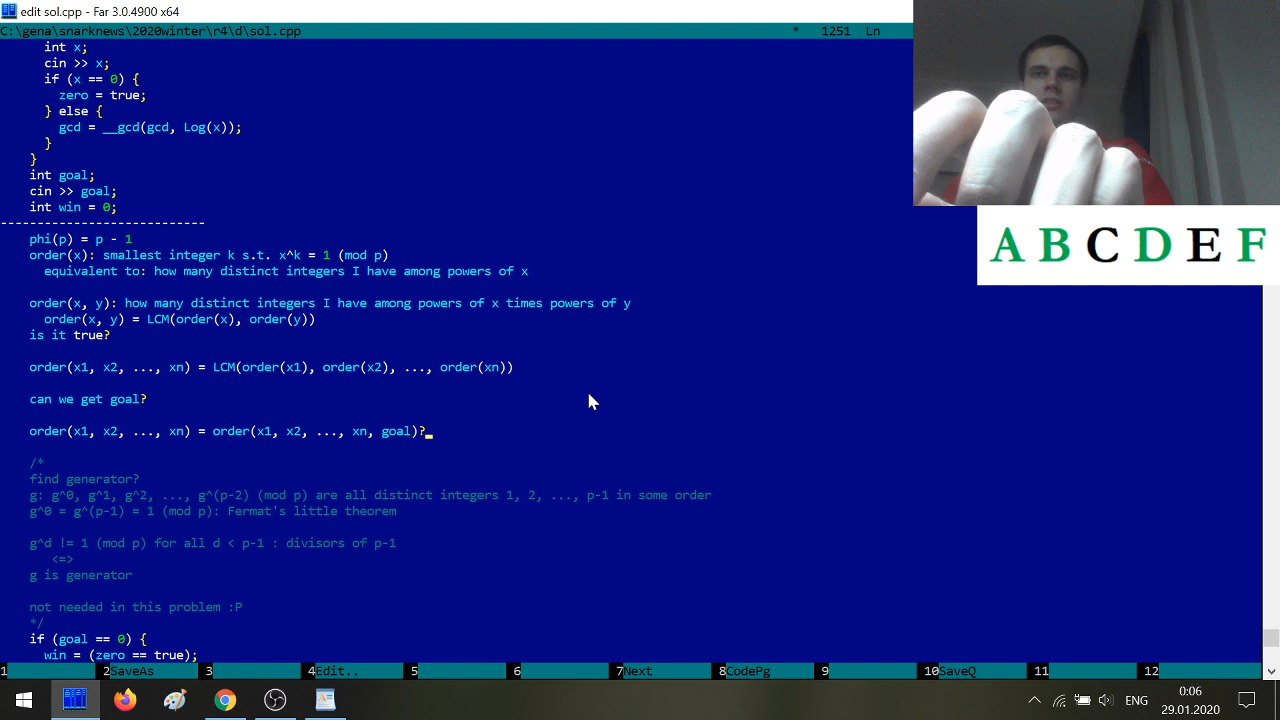 edit sol.cpp - Far 3.0.4900 x64
C:\gena\snarknews\2020winter\r4\d\sol.cpp * 1251 Ln
int x;
cin >> x;
if (x == 0) {
zero = true;
} else {
gcd = __gcd(gcd, Log(x));
}
}
int goal;
cin >> goal;
int win = 0;
------------------------
phi(p) = p - 1
order(x): smallest integer k s.t. x^k = 1 (mod p)
equivalent to: how many distinct integers I have among powers of x
order(x, y): how many distinct integers I have among powers of x times powers of y
order(x, y) = LCM(order(x), order(y))
is it true?
order(x1, x2, ..., xn) = LCM(order(x1), order(x2), ..., order(xn))
can we get goal?
order(x1, x2, ..., xn) = order(x1, x2, ..., xn, goal)?
/*
find generator?
g: g^0, g^1, g^2, ..., g^(p-2) (mod p) are all distinct integers 1, 2, ..., p-1 in some order
g^0 = g^(p-1) = 1 (mod p): Fermat's little theorem
g^d != 1 (mod p) for all d < p-1 : divisors of p-1
<=>
g is generator
not needed in this problem :P
*/
if (goal == 0) {
win = (zero == true);
A B C D E F
1 2SaveAs 3 4Edit.. 5 6 7Next 8CodePg 9 10SaveQ 11 12
ENG
0:06
29.01.2020